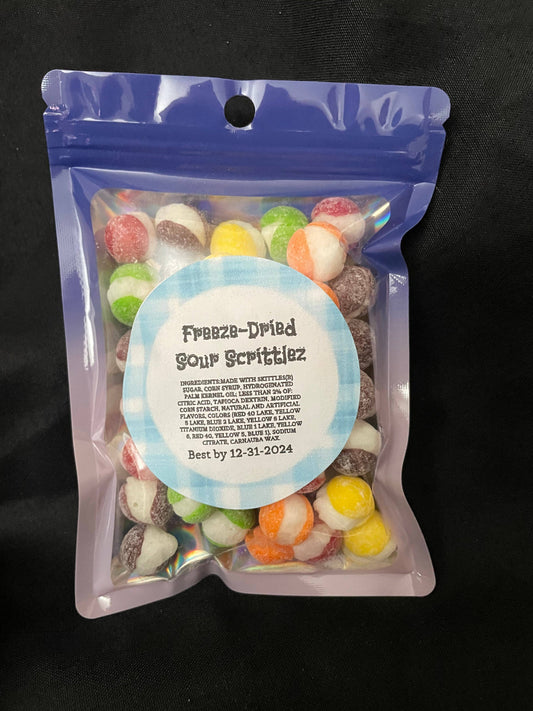 Freeze-Dried
Sour Scrittlez
INGREDIENTS:MADE WITH SKITTLES(R)
SUGAR, CORN SYRUP, HYDROGENATED
PALM KERNEL OIL; LESS THAN 2% OF:
CITRIC ACID, TAPIOCA DEXTRIN, MODIFIED
CORN STARCH, NATURAL AND ARTIFICIAL
FLAVORS, COLORS (RED 40 LAKE, YELLOW
5 LAKE, BLUE 2 LAKE, YELLOW 6 LAKE,
TITANIUM DIOXIDE, BLUE 1 LAKE, YELLOW
6, RED 40, YELLOW 5, BLUE 1), SODIUM
CITRATE, CARNAUBA WAX.
Best by 12-31-2024